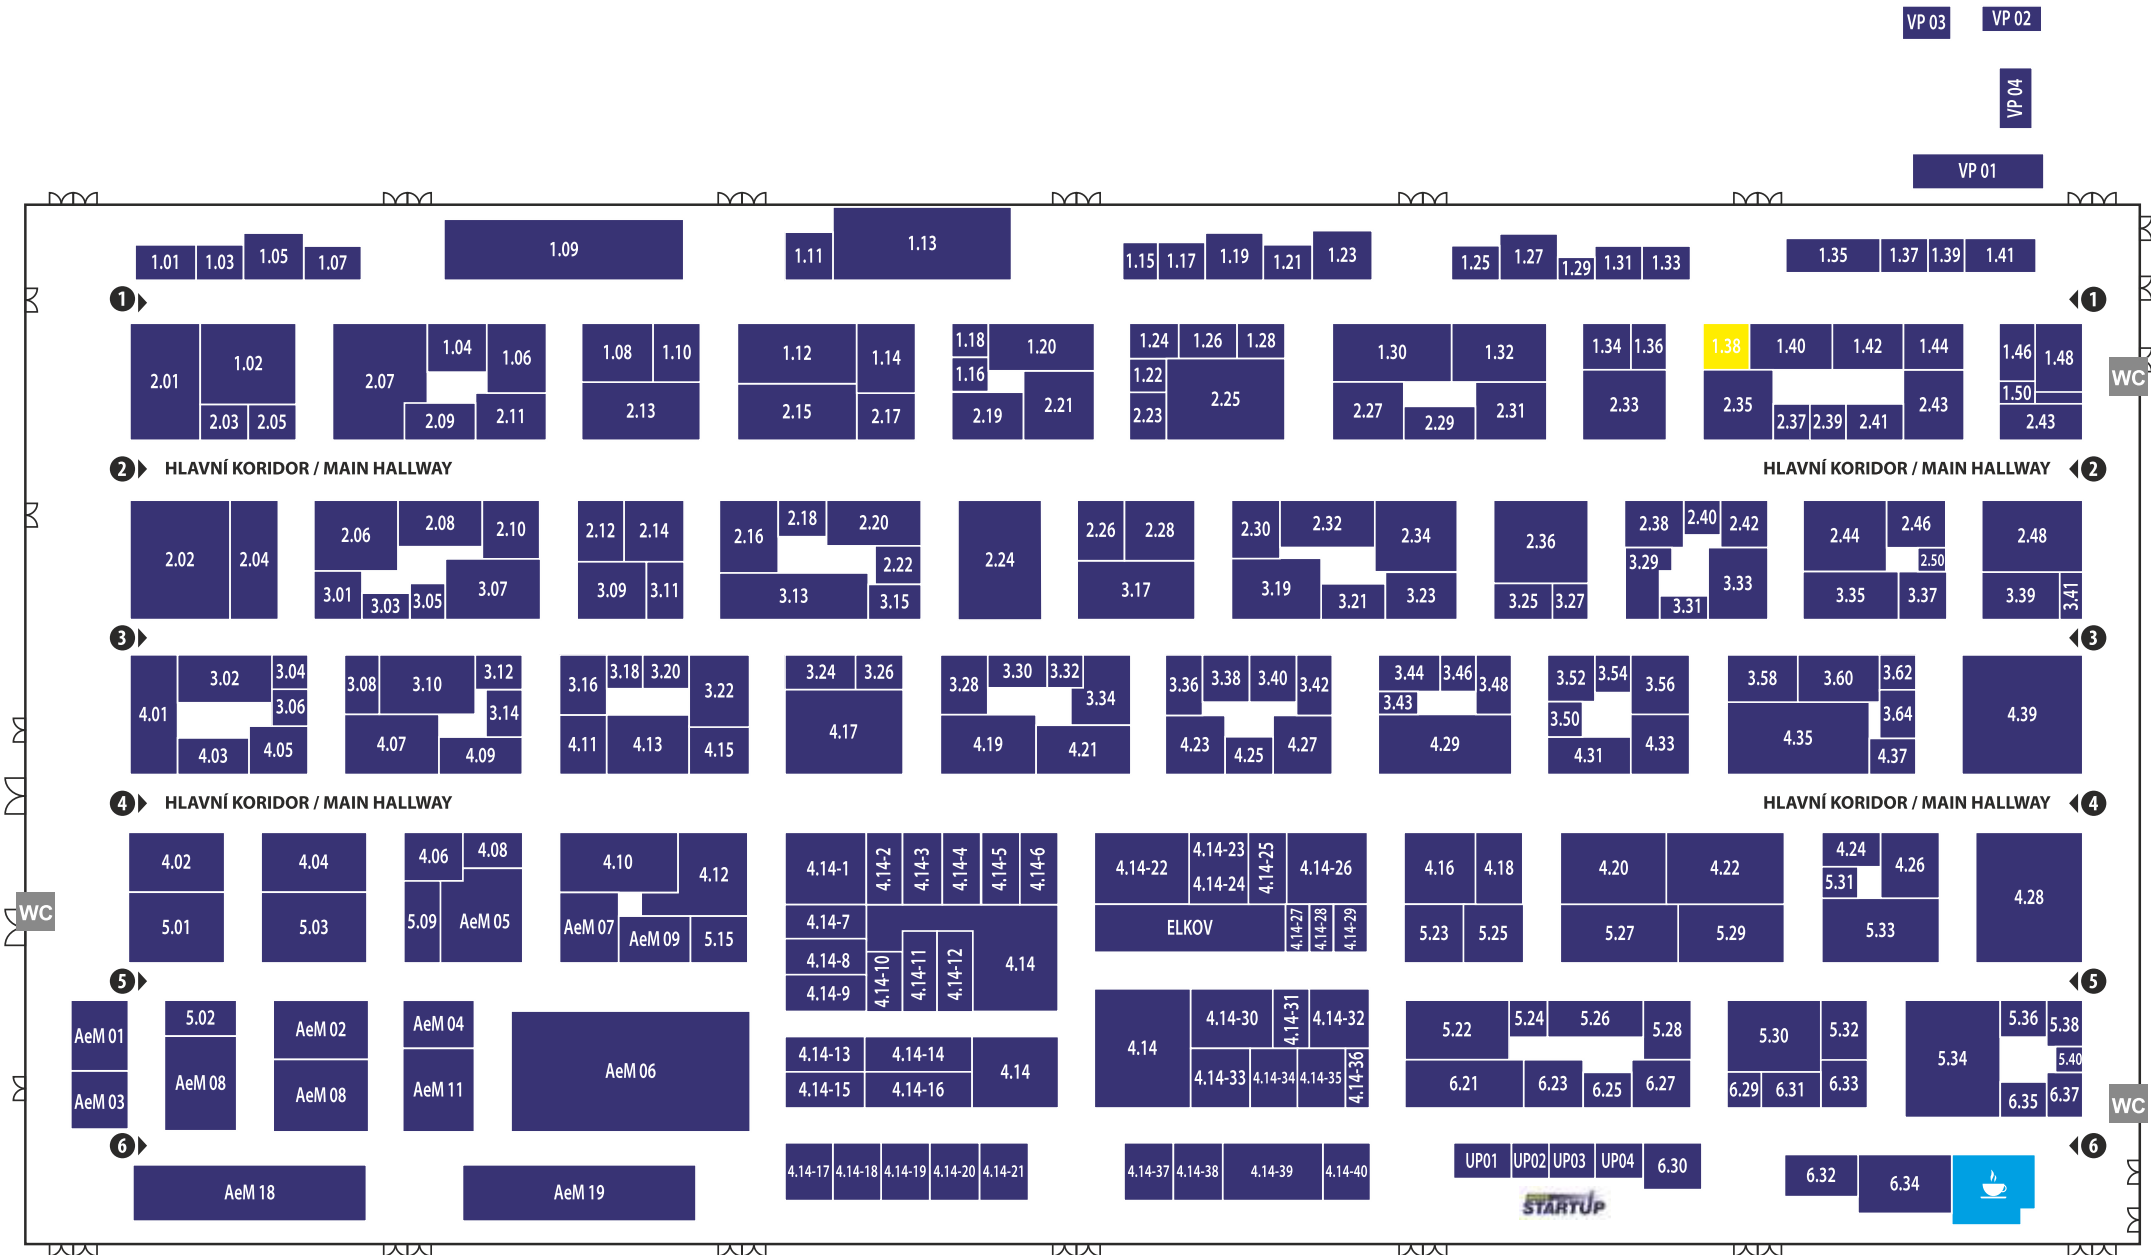 VP 03
VP 02
VP 04
VP 01
1.01 1.03 1.05 1.07 1.09 1.11 1.13 1.15 1.17 1.19 1.21 1.23 1.25 1.27 1.29 1.31 1.33 1.35 1.37 1.39 1.41
1 1
2.01 1.02 2.07 1.04 1.06 1.08 1.10 1.12 1.14 1.18 1.20 1.24 1.26 1.28 1.30 1.32 1.34 1.36 1.38 1.40 1.42 1.44 1.46 1.48
WC
1.16 1.22 1.50
2.03 2.05 2.09 2.11 2.13 2.15 2.17 2.19 2.21 2.23 2.25 2.27 2.29 2.31 2.33 2.35 2.37 2.39 2.41 2.43 2.43
2 HLAVNÍ KORIDOR / MAIN HALLWAY HLAVNÍ KORIDOR / MAIN HALLWAY 2
2.02 2.04 2.06 2.08 2.10 2.12 2.14 2.16 2.18 2.20 2.22 2.24 2.26 2.28 2.30 2.32 2.34 2.36 2.38 2.40 2.42 2.44 2.46 2.50 2.48
3.01 3.03 3.05 3.07 3.09 3.11 3.13 3.15 3.17 3.19 3.21 3.23 3.25 3.27 3.29 3.31 3.33 3.35 3.37 3.39 3.41
3 3
4.01 3.02 3.04 3.06 3.08 3.10 3.12 3.14 3.16 3.18 3.20 3.22 3.24 3.26 3.28 3.30 3.32 3.34 3.36 3.38 3.40 3.42 3.44 3.46 3.48 3.43 3.52 3.54 3.56 3.50 3.58 3.60 3.62 3.64 4.39
4.03 4.05 4.07 4.09 4.11 4.13 4.15 4.17 4.19 4.21 4.23 4.25 4.27 4.29 4.31 4.33 4.35 4.37
4 HLAVNÍ KORIDOR / MAIN HALLWAY HLAVNÍ KORIDOR / MAIN HALLWAY 4
4.02 4.04 4.06 4.08 4.10 4.12 4.14-1 4.14-2 4.14-3 4.14-4 4.14-5 4.14-6 4.14-22 4.14-23 4.14-24 4.14-25 4.14-26 4.16 4.18 4.20 4.22 4.24 4.26 5.31 4.28
WC
5.01 5.03 5.09 AeM 05 AeM 07 AeM 09 5.15 4.14-7 ELKOV 4.14-27 4.14-28 4.14-29 5.23 5.25 5.27 5.29 5.33
4.14-8 4.14-9 4.14-10 4.14-11 4.14-12 4.14
5 5
AeM 01 5.02 AeM 02 AeM 04 AeM 06 4.14 4.14-30 4.14-31 4.14-32 5.22 5.24 5.26 5.28 5.30 5.32 5.34 5.36 5.38 5.40
AeM 03 AeM 08 AeM 08 AeM 11 4.14-13 4.14-14 4.14 4.14-33 4.14-34 4.14-35 4.14-36 6.21 6.23 6.25 6.27 6.29 6.31 6.33 6.35 6.37
4.14-15 4.14-16
WC
6 6
AeM 18 AeM 19 4.14-17 4.14-18 4.14-19 4.14-20 4.14-21 4.14-37 4.14-38 4.14-39 4.14-40 UP01 UP02 UP03 UP04 6.30 6.32 6.34
STARTUP